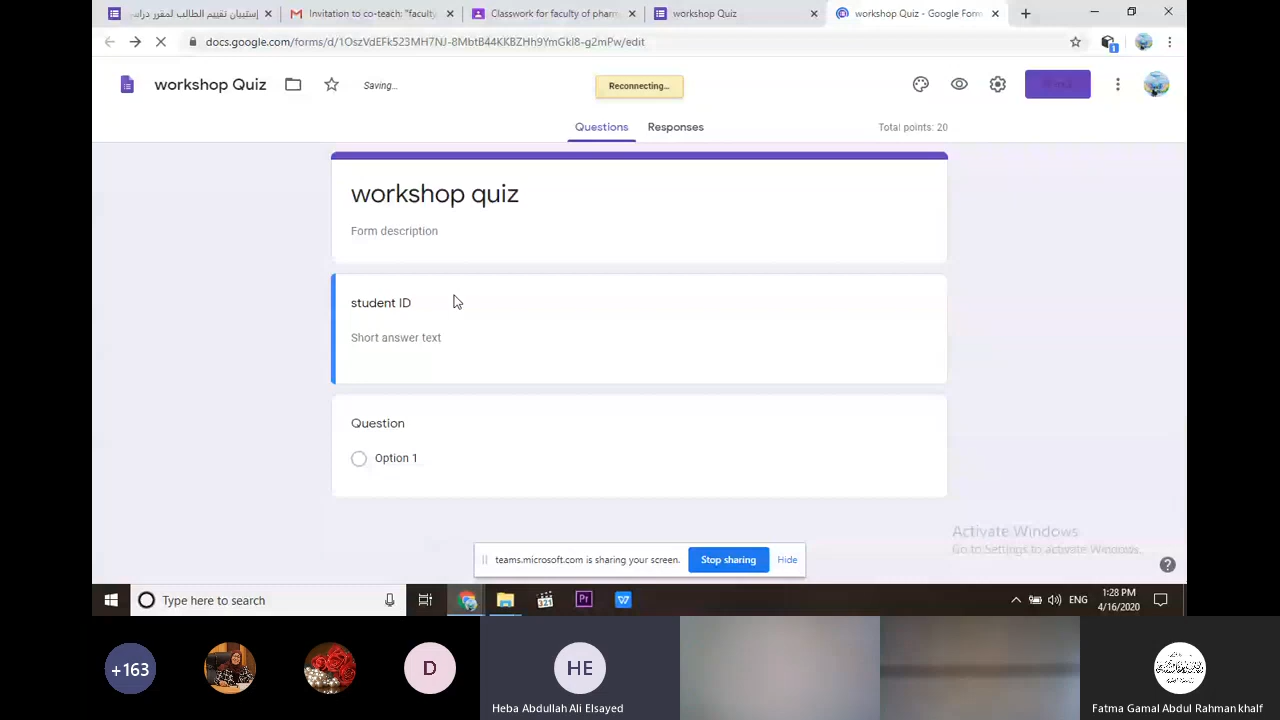 إستبيان تقييم الطالب لمقرر دراسي
Invitation to co-teach: "faculty
Classwork for faculty of pharm
workshop Quiz
workshop Quiz - Google Form
docs.google.com/forms/d/1OszVdEFk523MH7NJ-8MbtB44KKBZHh9YmGkl8-g2mPw/edit
workshop Quiz
Saving...
Reconnecting...
Questions
Responses
Total points: 20
workshop quiz
Form description
student ID
Short answer text
Question
Option 1
Activate Windows
Go to Settings to activate Windows.
teams.microsoft.com is sharing your screen.
Stop sharing
Hide
Type here to search
Pr
ENG
1:28 PM
4/16/2020
+163
D
HE
Heba Abdullah Ali Elsayed
Fatma Gamal Abdul Rahman khalf